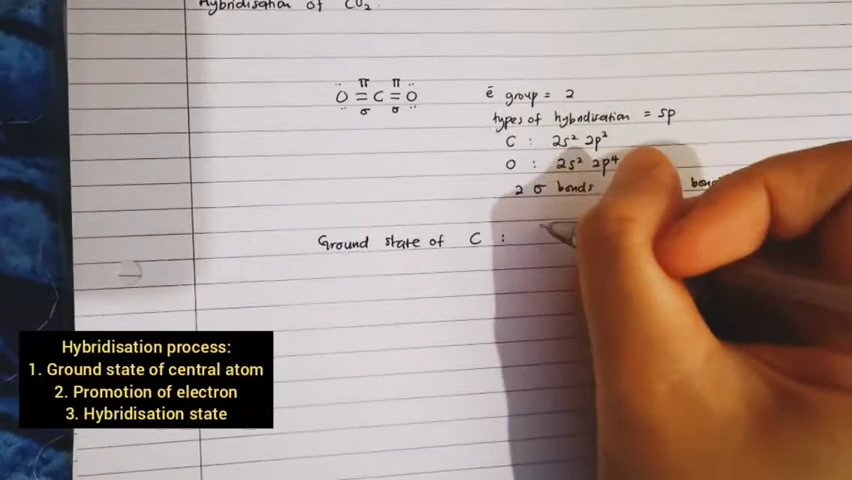 Hybridisation of CO₂
π π
O = C = O
σ σ
ē group = 2
types of hybridisation = sp
C : 2s² 2p²
O : 2s² 2p⁴
2 σ bonds
Ground state of C :
Hybridisation process:
1. Ground state of central atom
2. Promotion of electron
3. Hybridisation state